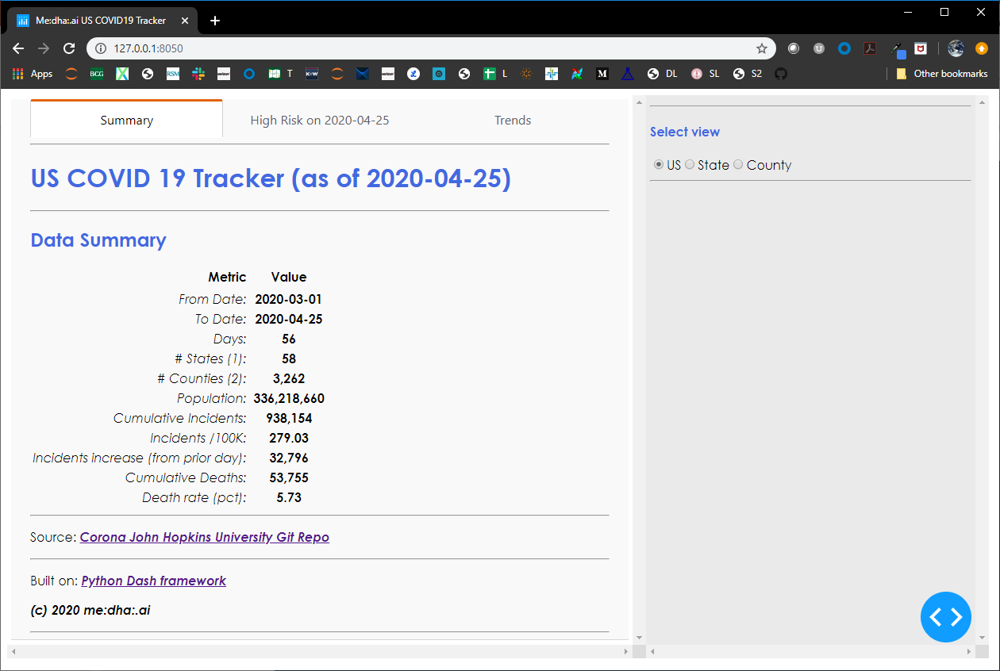 Me:dha:.ai US COVID19 Tracker
127.0.0.1:8050
Apps BCG RSM verizon T K•W verizon L M DL SL S2 Other bookmarks
Summary High Risk on 2020-04-25 Trends
US COVID 19 Tracker (as of 2020-04-25)
Data Summary
Metric Value
From Date: 2020-03-01
To Date: 2020-04-25
Days: 56
# States (1): 58
# Counties (2): 3,262
Population: 336,218,660
Cumulative Incidents: 938,154
Incidents /100K: 279.03
Incidents increase (from prior day): 32,796
Cumulative Deaths: 53,755
Death rate (pct): 5.73
Source: Corona John Hopkins University Git Repo
Built on: Python Dash framework
(c) 2020 me:dha:.ai
Select view
US State County